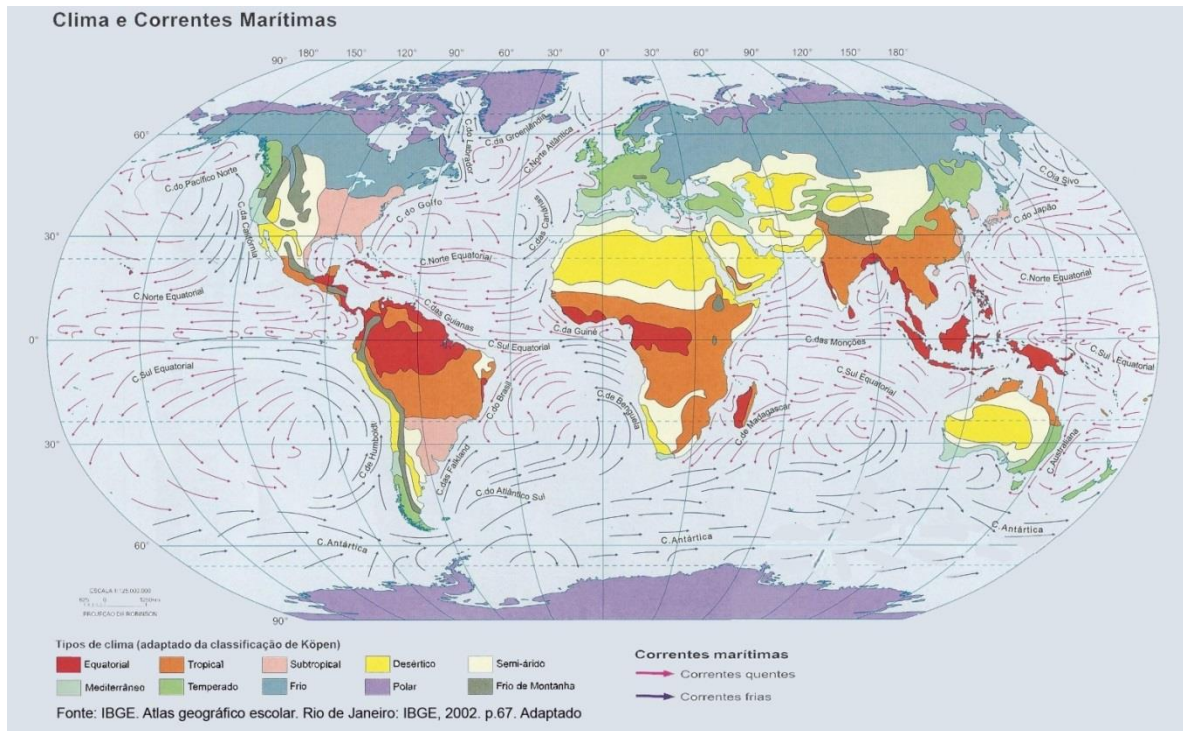 Clima e Correntes Marítimas
180° 150° 120° 90° 60° 30° 0° 30° 60° 90° 120° 150° 180°
90°
60°
30°
0°
30°
60°
90°
C.do Pacífico Norte
C.da Califórnia
C.Norte Equatorial
C.Sul Equatorial
C.do Labrador
C.da Groenlândia
C.Norte Atlântica
C.do Golfo
C.das Canárias
C.Norte Equatorial
C.das Guianas
C.Sul Equatorial
C.da Guiné
C.do Brasil
C.de Humboldt
C.das Falkland
C.do Atlântico Sul
C.de Benguela
C.de Madagascar
C.das Monções
C.Sul Equatorial
C.Oia Sivo
C.do Japão
C.Norte Equatorial
C.Sul Equatorial
C.Australiana
C.Antártica
C.Antártica
C.Antártica
ESCALA 1:
PROJEÇÃO DE ROBINSON
Tipos de clima (adaptado da classificação de Köpen)
Equatorial Tropical Subtropical Desértico Semi-árido
Mediterrâneo Temperado Frio Polar Frio de Montanha
Correntes marítimas
Correntes quentes
Correntes frias
Fonte: IBGE. Atlas geográfico escolar. Rio de Janeiro: IBGE, 2002. p.67. Adaptado